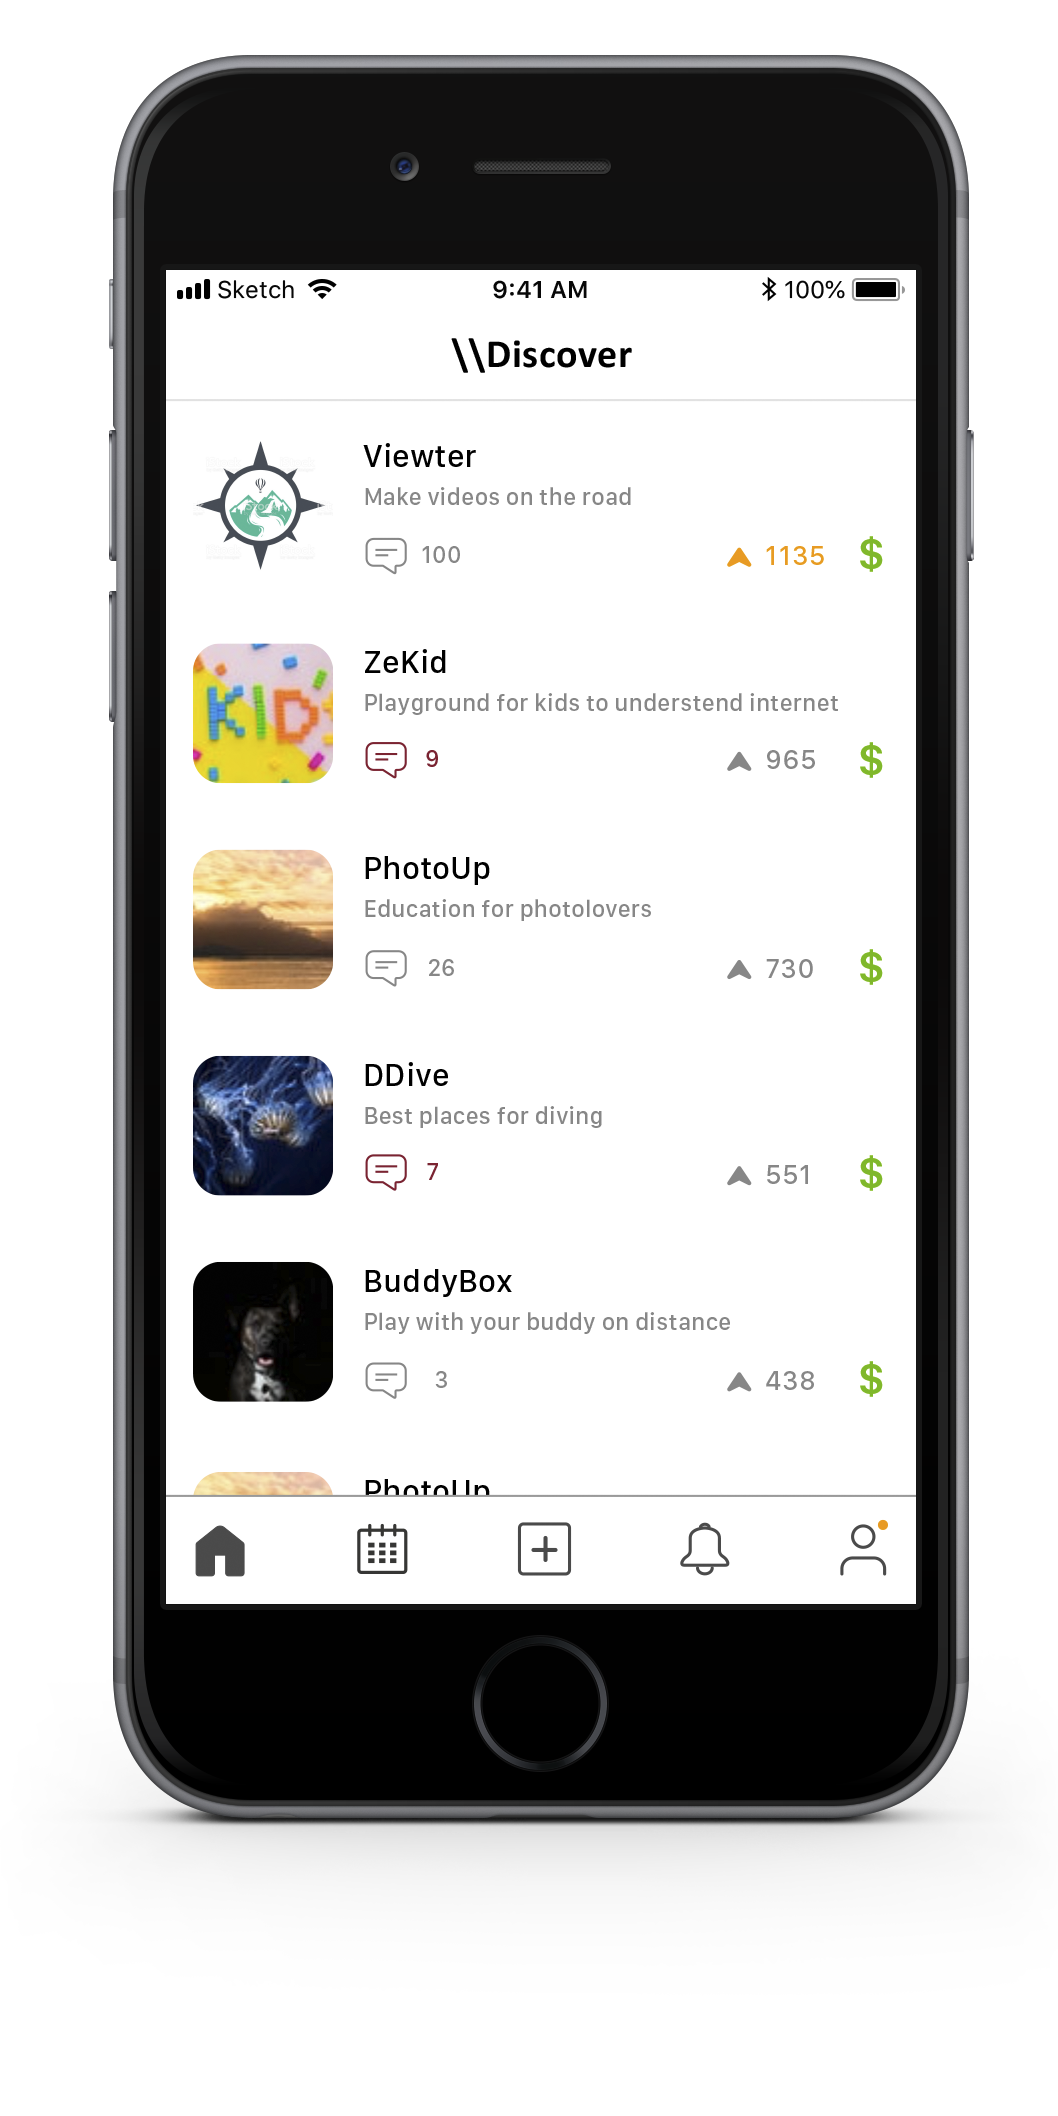 Sketch 9:41 AM 100%
\\Discover
Viewter
Make videos on the road
100 1135 $
KID
ZeKid
Playground for kids to understend internet
9 965 $
PhotoUp
Education for photolovers
26 730 $
DDive
Best places for diving
7 551 $
BuddyBox
Play with your buddy on distance
3 438 $
PhotoUp